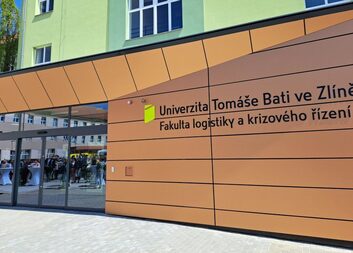 Univerzita Tomáše Bati ve Zlíně
Fakulta logistiky a krizového řízení